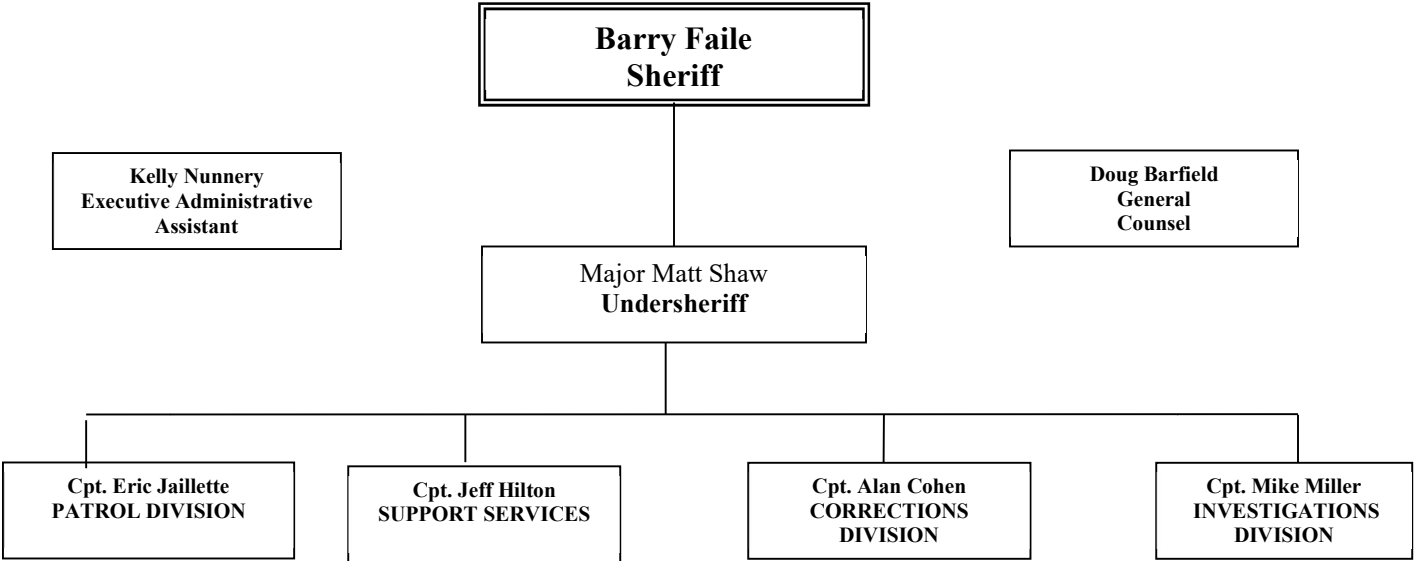 Barry Faile
Sheriff
Kelly Nunnery
Executive Administrative
Assistant
Doug Barfield
General
Counsel
Major Matt Shaw
Undersheriff
Cpt. Eric Jaillette
PATROL DIVISION
Cpt. Jeff Hilton
SUPPORT SERVICES
Cpt. Alan Cohen
CORRECTIONS
DIVISION
Cpt. Mike Miller
INVESTIGATIONS
DIVISION